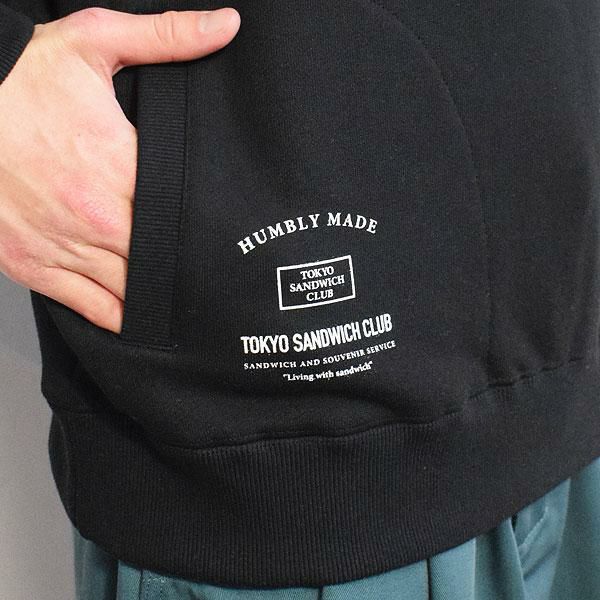 HUMBLY MADE
TOKYO
SANDWICH
CLUB
TOKYO SANDWICH CLUB
SANDWICH AND SOUVENIR SERVICE
"Living with sandwich"